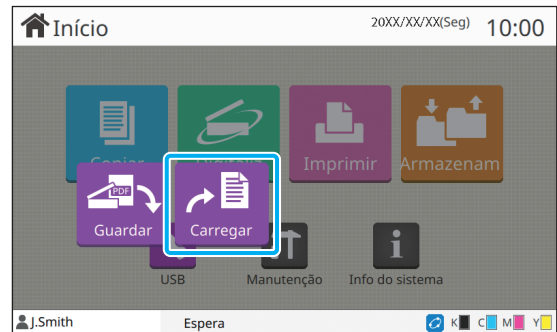 Início
20XX/XX/XX(Seg) 10:00
Copiar Digitaliz Imprimir Armazenam
PDF
Guardar Carregar
USB Manutenção Info do sistema
J.Smith Espera K C M Y